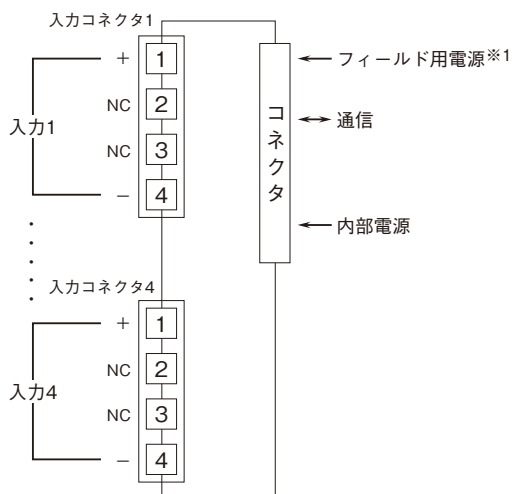 入力コネクタ1
+ 1
NC 2
入力1
NC 3
− 4
コネクタ
フィールド用電源※1
通信
内部電源
入力コネクタ4
+ 1
NC 2
入力4
NC 3
− 4